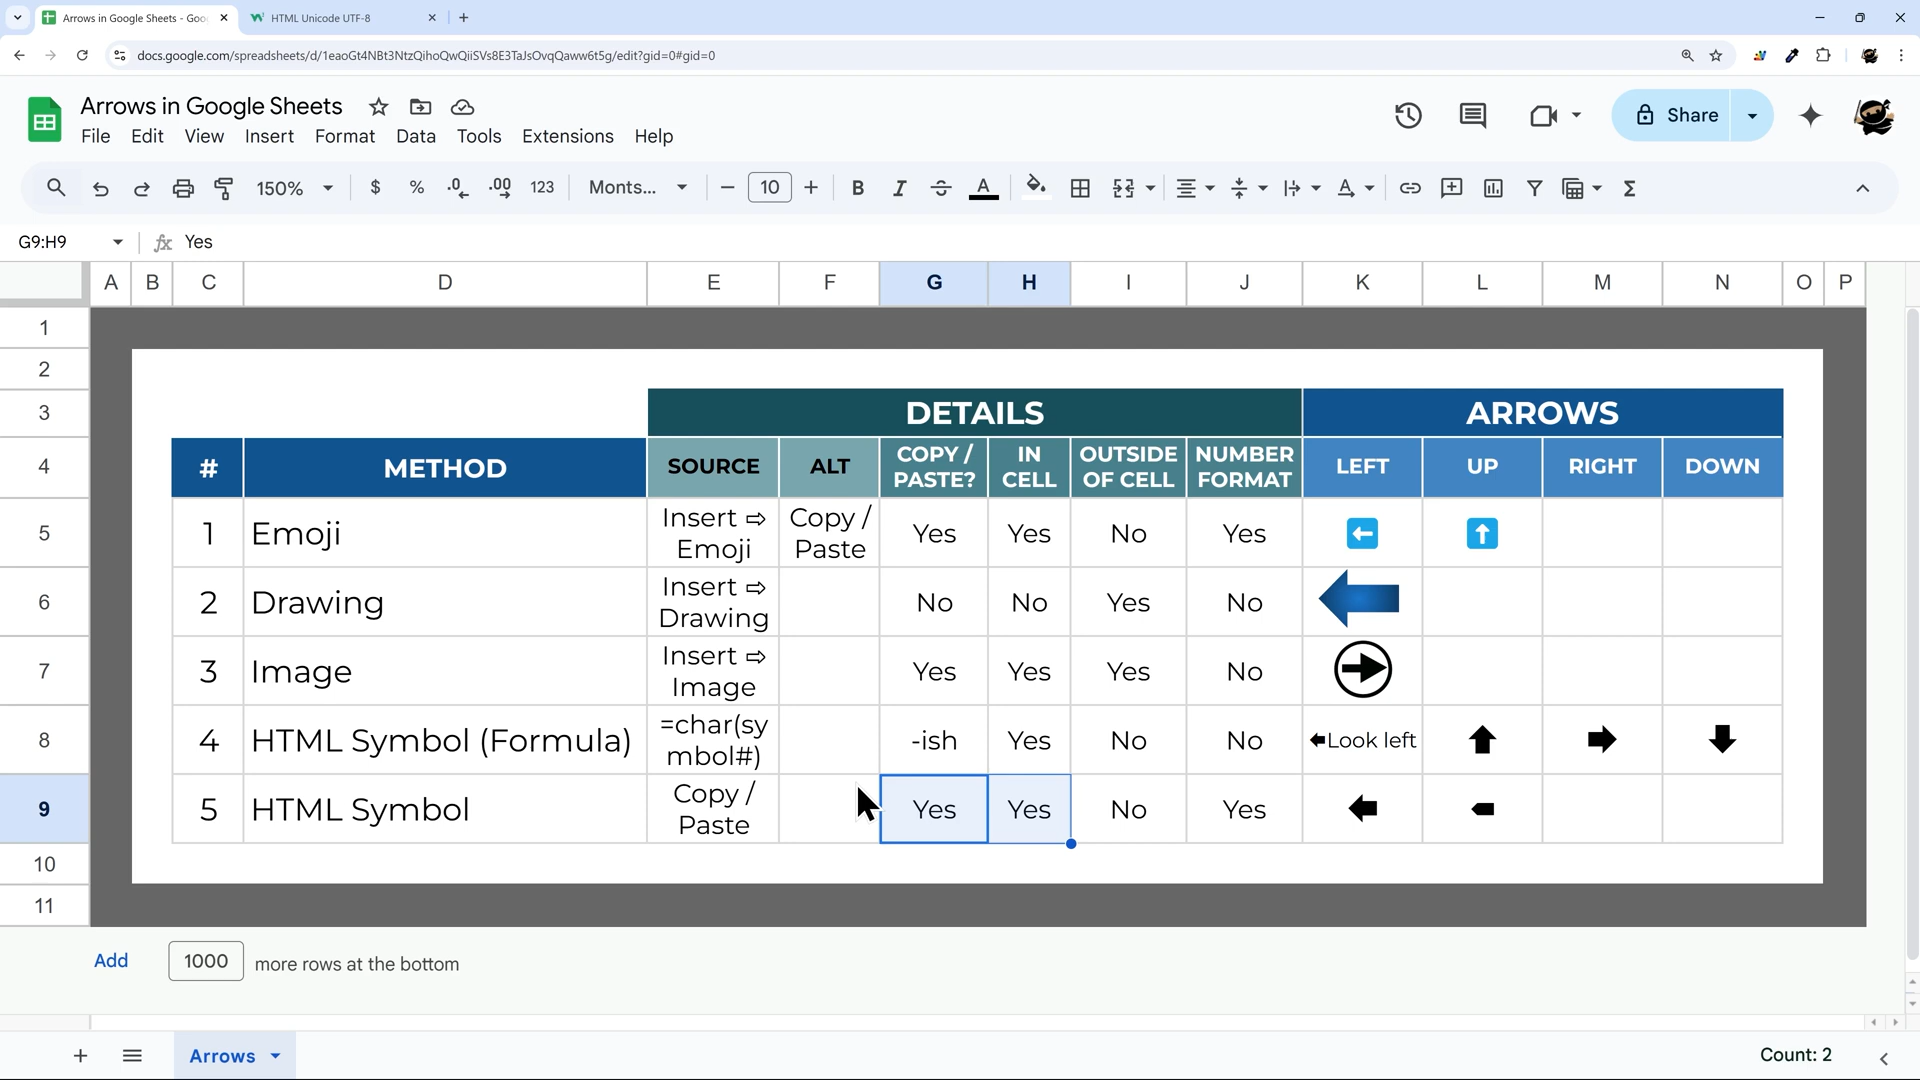 Arrows in Google Sheets - Goo
HTML Unicode UTF-8
docs.google.com/spreadsheets/d/1eaoGt4NBt3NtzQihoQwQiiSVs8E3TaJsOvqQaww6t5g/edit?gid=0#gid=0
Arrows in Google Sheets
File Edit View Insert Format Data Tools Extensions Help
Share
150% $ % .0 .00 123 Monts... 10 B I S A
G9:H9 fx Yes
A B C D E F G H I J K L M N O P
1
2
3 DETAILS ARROWS
4 # METHOD SOURCE ALT COPY / PASTE? IN CELL OUTSIDE OF CELL NUMBER FORMAT LEFT UP RIGHT DOWN
5 1 Emoji Insert ⇨ Emoji Copy / Paste Yes Yes No Yes ⬅️ ⬆️
6 2 Drawing Insert ⇨ Drawing No No Yes No
7 3 Image Insert ⇨ Image Yes Yes Yes No
8 4 HTML Symbol (Formula) =char(symbol#) -ish Yes No No 🡄Look left 🡅 🡆 🡇
9 5 HTML Symbol Copy / Paste Yes Yes No Yes 🡄
10
11
Add 1000 more rows at the bottom
Arrows
Count: 2